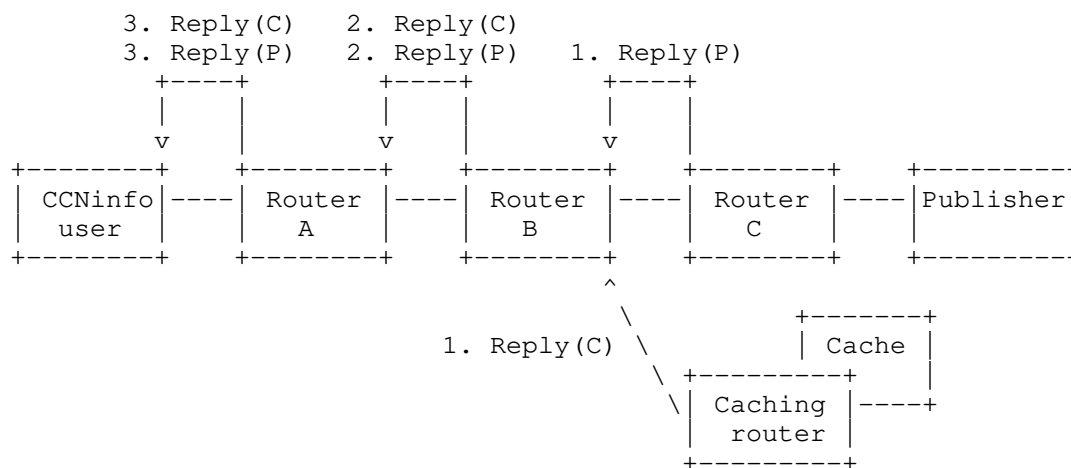 3. Reply(C) 2. Reply(C)
3. Reply(P) 2. Reply(P) 1. Reply(P)
v v v
CCNinfo Router Router Router Publisher
user A B C
^
1. Reply(C) Cache
Caching
router